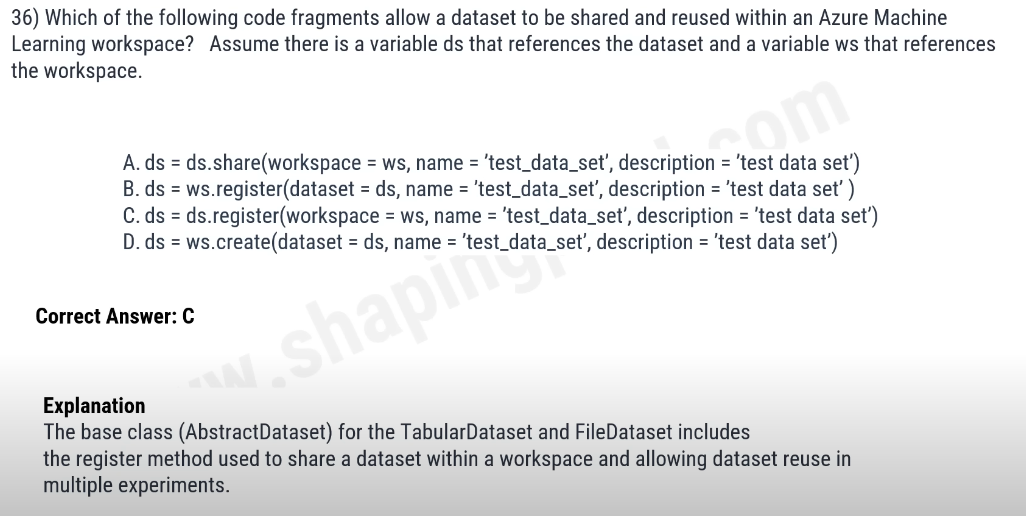 36) Which of the following code fragments allow a dataset to be shared and reused within an Azure Machine
Learning workspace? Assume there is a variable ds that references the dataset and a variable ws that references
the workspace.
A. ds = ds.share(workspace = ws, name = 'test_data_set', description = 'test data set')
B. ds = ws.register(dataset = ds, name = 'test_data_set', description = 'test data set' )
C. ds = ds.register(workspace = ws, name = 'test_data_set', description = 'test data set')
D. ds = ws.create(dataset = ds, name = 'test_data_set', description = 'test data set')
Correct Answer: C
Explanation
The base class (AbstractDataset) for the TabularDataset and FileDataset includes
the register method used to share a dataset within a workspace and allowing dataset reuse in
multiple experiments.